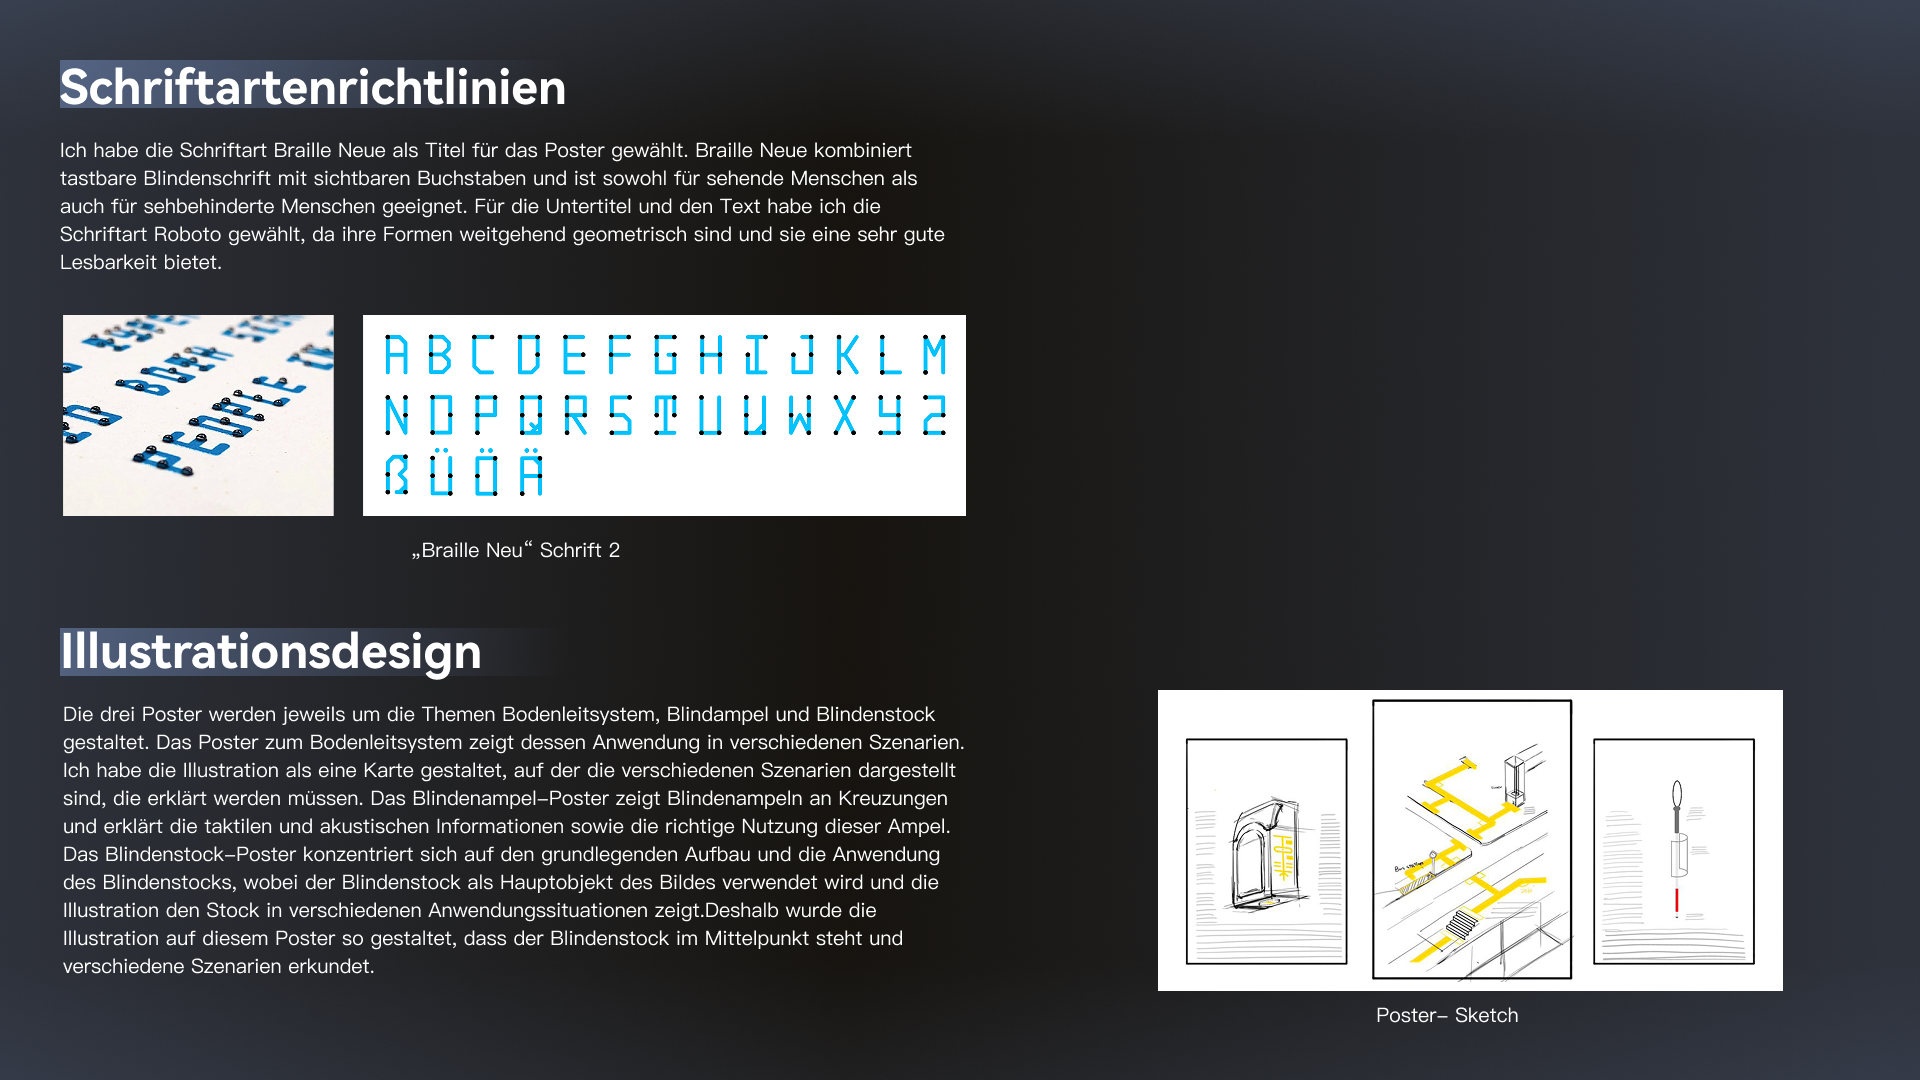 Schriftartenrichtlinien
Ich habe die Schriftart Braille Neue als Titel für das Poster gewählt. Braille Neue kombiniert
tastbare Blindenschrift mit sichtbaren Buchstaben und ist sowohl für sehende Menschen als
auch für sehbehinderte Menschen geeignet. Für die Untertitel und den Text habe ich die
Schriftart Roboto gewählt, da ihre Formen weitgehend geometrisch sind und sie eine sehr gute
Lesbarkeit bietet.
BOTH
PEOPLE
A B C D E F G H I J K L M
N O P Q R S T U V W X Y Z
ß Ü Ö Ä
„Braille Neu“ Schrift 2
Illustrationsdesign
Die drei Poster werden jeweils um die Themen Bodenleitsystem, Blindampel und Blindenstock
gestaltet. Das Poster zum Bodenleitsystem zeigt dessen Anwendung in verschiedenen Szenarien.
Ich habe die Illustration als eine Karte gestaltet, auf der die verschiedenen Szenarien dargestellt
sind, die erklärt werden müssen. Das Blindenampel–Poster zeigt Blindenampeln an Kreuzungen
und erklärt die taktilen und akustischen Informationen sowie die richtige Nutzung dieser Ampel.
Das Blindenstock–Poster konzentriert sich auf den grundlegenden Aufbau und die Anwendung
des Blindenstocks, wobei der Blindenstock als Hauptobjekt des Bildes verwendet wird und die
Illustration den Stock in verschiedenen Anwendungssituationen zeigt.Deshalb wurde die
Illustration auf diesem Poster so gestaltet, dass der Blindenstock im Mittelpunkt steht und
verschiedene Szenarien erkundet.
Poster– Sketch